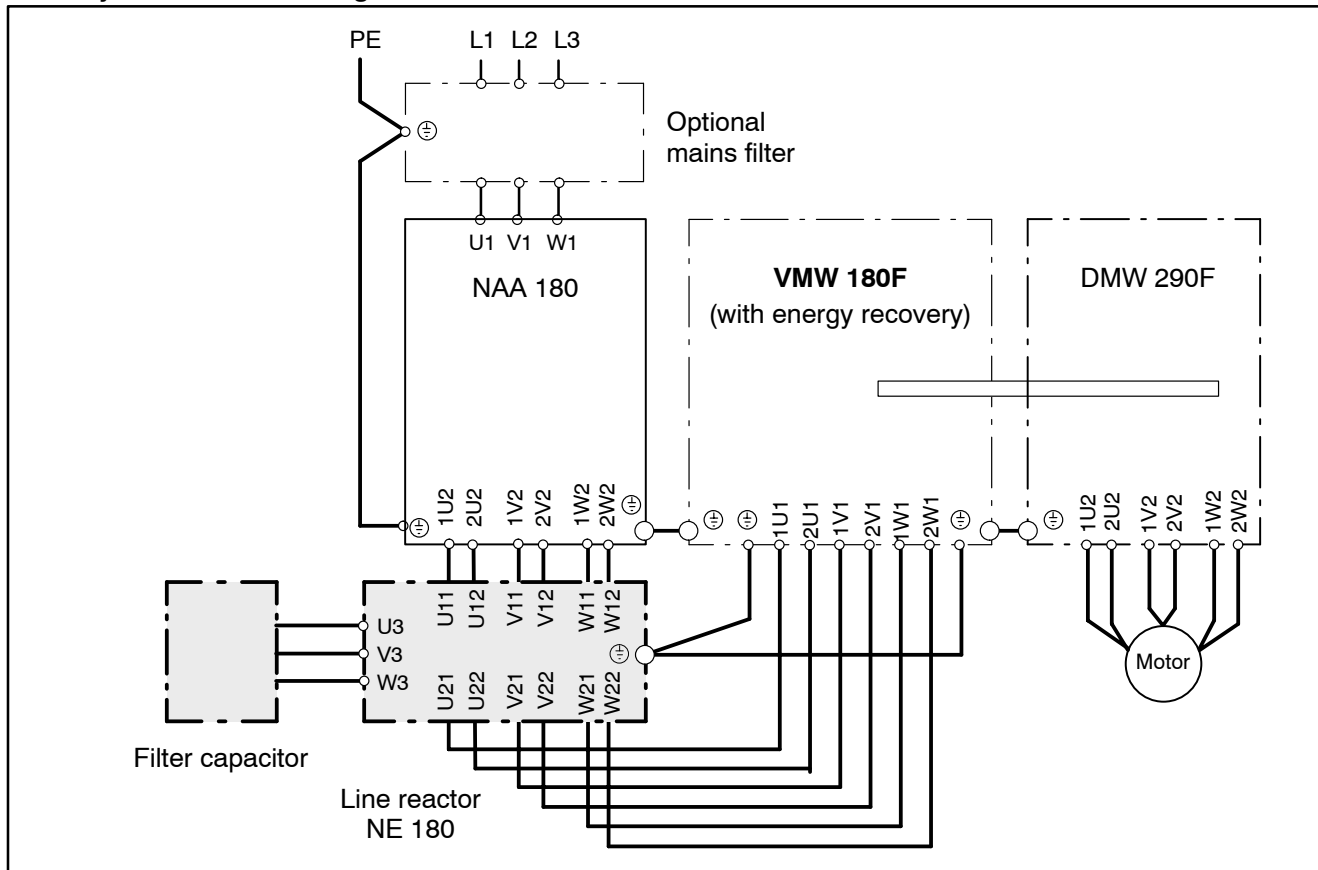 PE L1 L2 L3
Optional
mains filter
U1 V1 W1
NAA 180
VMW 180F
(with energy recovery)
DMW 290F
1U2 2U2 1V2 2V2 1W2 2W2
1U1 2U1 1V1 2V1 1W1 2W1
1U2 2U2 1V2 2V2 1W2 2W2
U11 U12 V11 V12 W11 W12
U3
V3
W3
U21 U22 V21 V22 W21 W22
Motor
Filter capacitor
Line reactor
NE 180